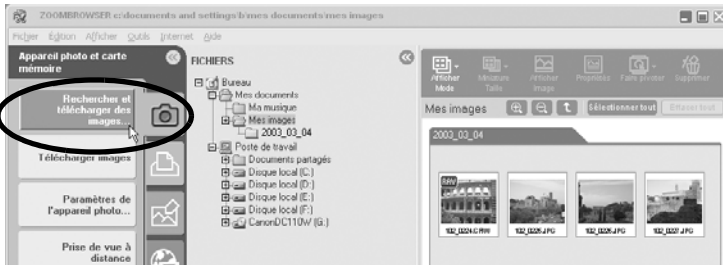 ZOOMBROWSER c:\documents and settings\b\mes documents\mes images
Fichier Édition Afficher Outils Internet Aide
Appareil photo et carte
mémoire
Rechercher et
télécharger des
images...
Télécharger images
Paramètres de
l'appareil photo...
Prise de vue à
distance
FICHIERS
Bureau
Mes documents
Ma musique
Mes images
2003_03_04
Poste de travail
Documents partagés
Disque local (C:)
Disque local (D:)
Disque local (E:)
Disque local (F:)
CanonDC110W (G:)
Afficher
Mode
Miniature
Taille
Afficher
Image
Propriétés
Faire pivoter
Supprimer
Mes images
Sélectionner tout
Effacer tout
2003_03_04
RAW
102_0224.CRW
102_0225.JPG
102_0226.JPG
102_0227.JPG